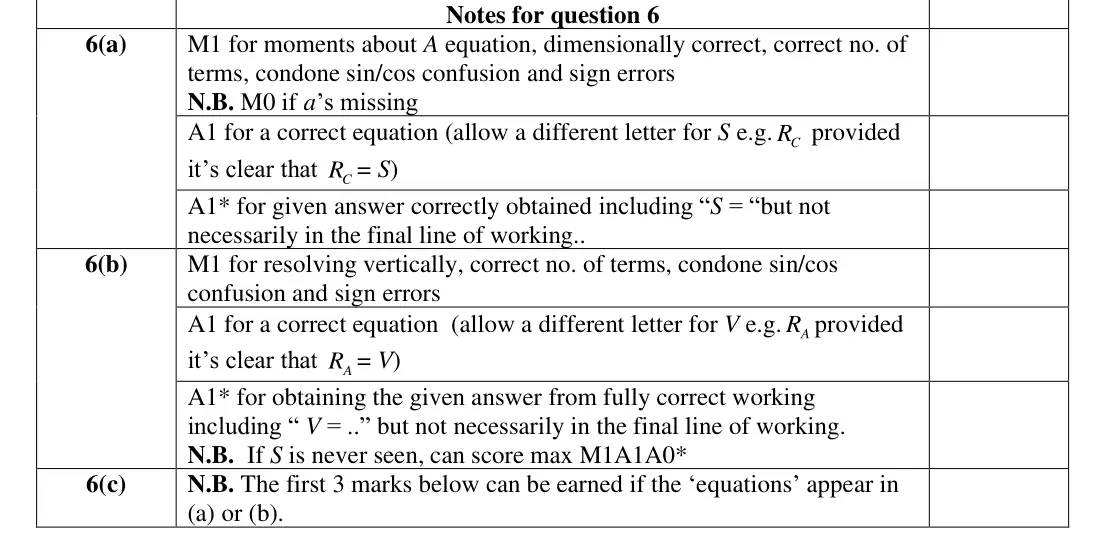 Notes for question 6
6(a)
M1 for moments about A equation, dimensionally correct, correct no. of
terms, condone sin/cos confusion and sign errors
N.B. M0 if a’s missing
A1 for a correct equation (allow a different letter for S e.g. R_C provided
it’s clear that R_C = S)
A1* for given answer correctly obtained including “S = “but not
necessarily in the final line of working..
6(b)
M1 for resolving vertically, correct no. of terms, condone sin/cos
confusion and sign errors
A1 for a correct equation (allow a different letter for V e.g. R_A provided
it’s clear that R_A = V)
A1* for obtaining the given answer from fully correct working
including “ V = ..” but not necessarily in the final line of working.
N.B. If S is never seen, can score max M1A1A0*
6(c)
N.B. The first 3 marks below can be earned if the ‘equations’ appear in
(a) or (b).